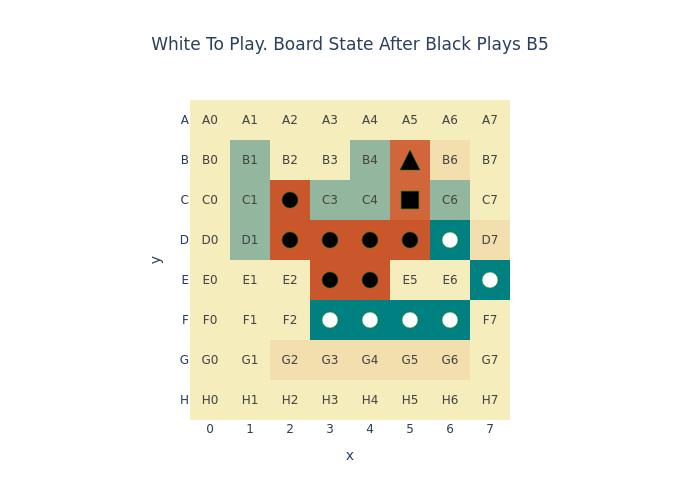 White To Play. Board State After Black Plays B5
A A0 A1 A2 A3 A4 A5 A6 A7
B B0 B1 B2 B3 B4 B6 B7
C C0 C1 C3 C4 C6 C7
D D0 D1 D7
y
E E0 E1 E2 E5 E6
F F0 F1 F2 F7
G G0 G1 G2 G3 G4 G5 G6 G7
H H0 H1 H2 H3 H4 H5 H6 H7
0 1 2 3 4 5 6 7
x